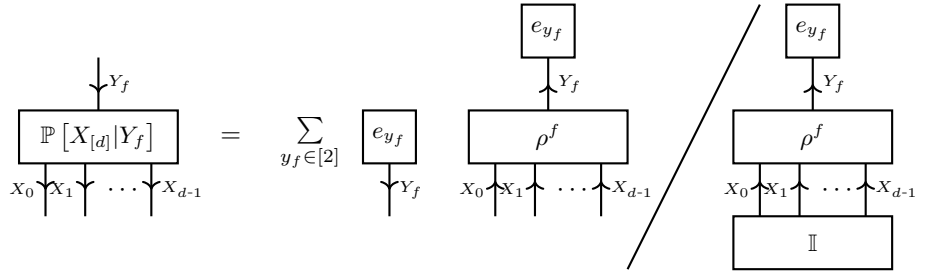 e_{y_f} e_{y_f}
Y_f Y_f Y_f
ℙ [X_{[d]}|Y_f] = ∑_{y_f∈[2]} e_{y_f} ρ^f ρ^f
X_0 X_1 ⋯ X_{d-1} Y_f X_0 X_1 ⋯ X_{d-1} X_0 X_1 ⋯ X_{d-1}
𝕀